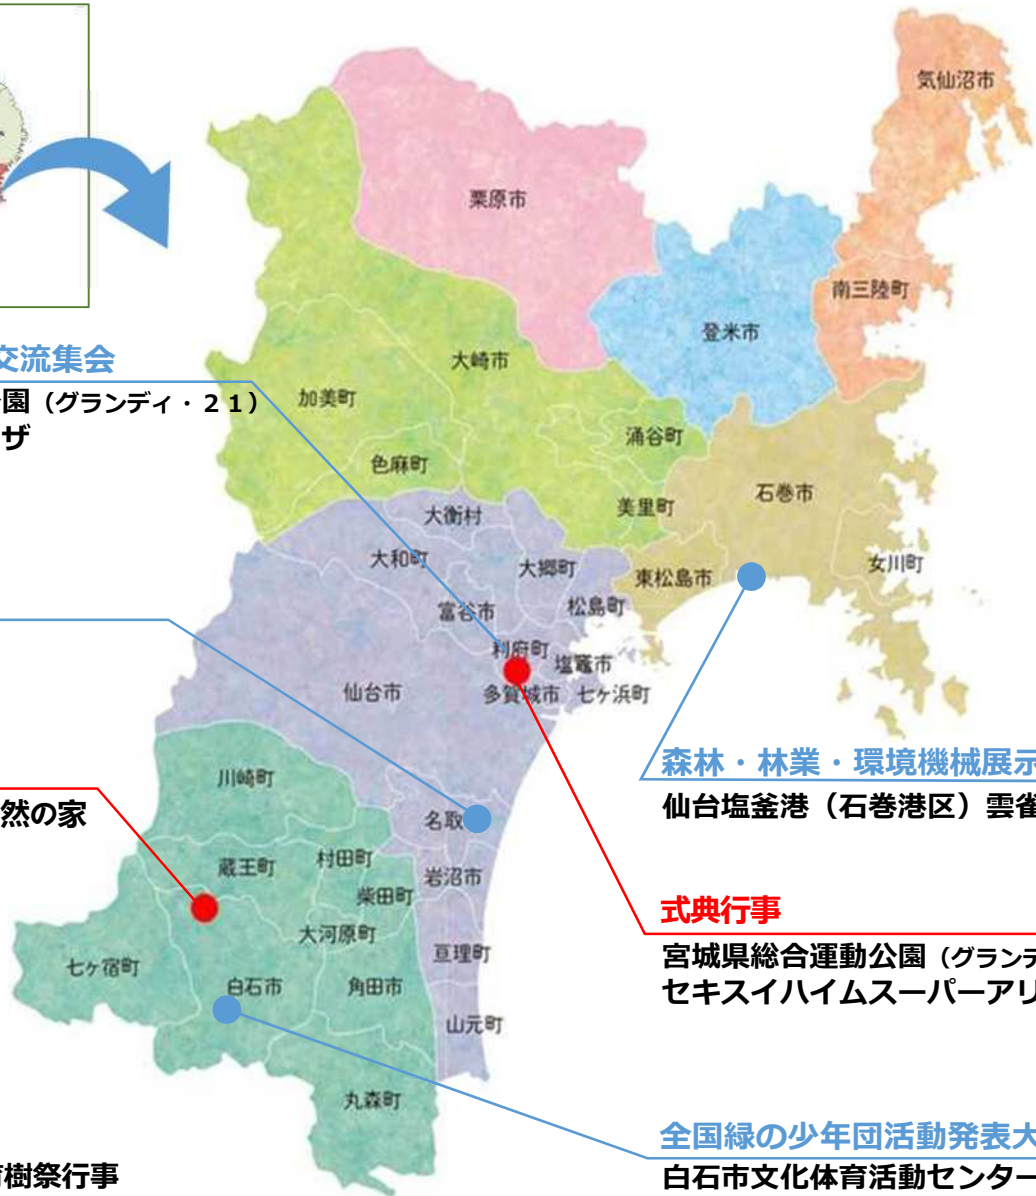 気仙沼市
栗原市
南三陸町
登米市
交流集会
大崎市
園（グランディ・２１）
加美町
ザ
涌谷町
色麻町
石巻市
美里町
大衡村
大和町
大郷町
女川町
東松島市
富谷市
松島町
利府町
塩竈市
仙台市
多賀城市
七ヶ浜町
森林・林業・環境機械展示
川崎町
仙台塩釜港（石巻港区）雲雀
然の家
名取
村田町
蔵王町
岩沼市
柴田町
式典行事
大河原町
亘理町
宮城県総合運動公園（グランデ
七ヶ宿町
白石市
角田市
セキスイハイムスーパーアリ
山元町
丸森町
全国緑の少年団活動発表大
育樹祭行事
白石市文化体育活動センター